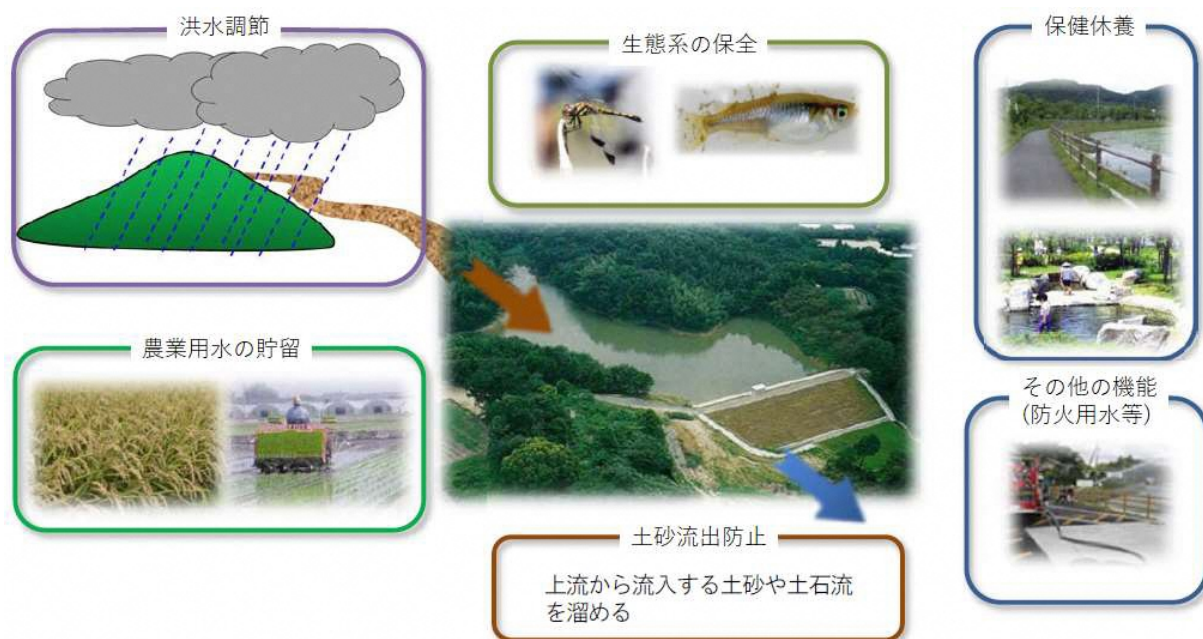 洪水調節
生態系の保全
保健休養
農業用水の貯留
その他の機能
(防火用水等)
土砂流出防止
上流から流入する土砂や土石流
を溜める